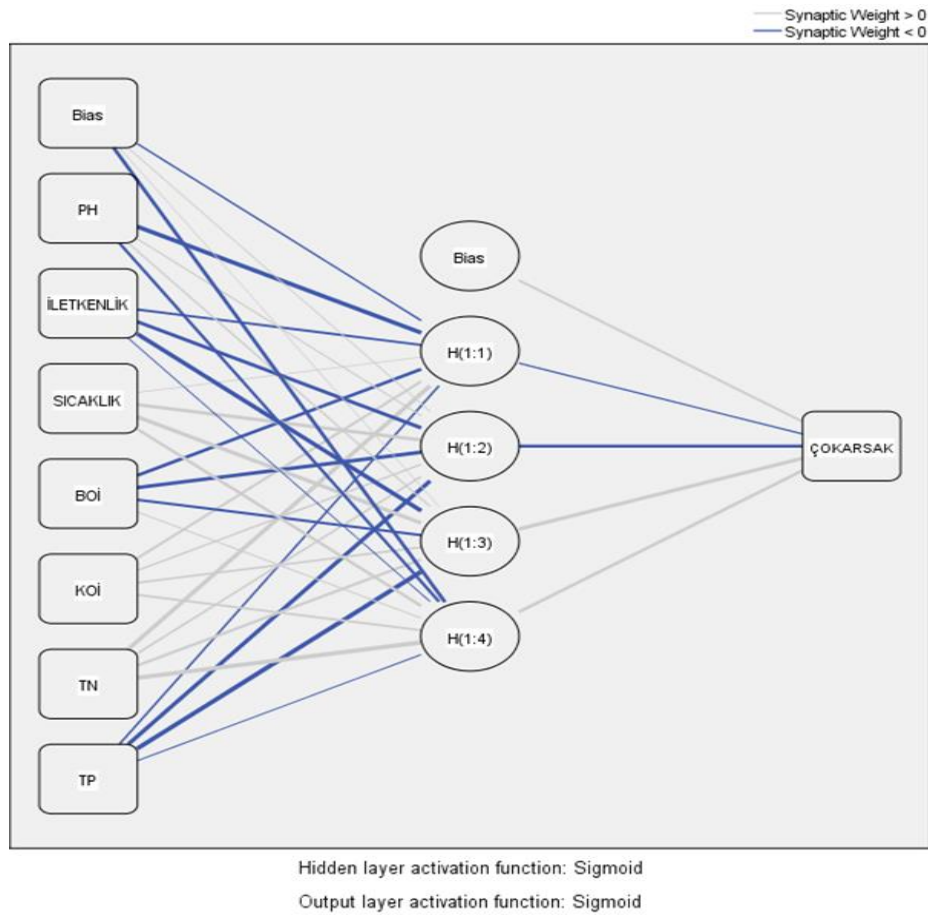 Synaptic Weight > 0
Synaptic Weight < 0
Bias
PH
İLETKENLİK
SICAKLIK
BOİ
KOİ
TN
TP
Bias
H(1:1)
H(1:2)
H(1:3)
H(1:4)
ÇOKARSAK
Hidden layer activation function: Sigmoid
Output layer activation function: Sigmoid